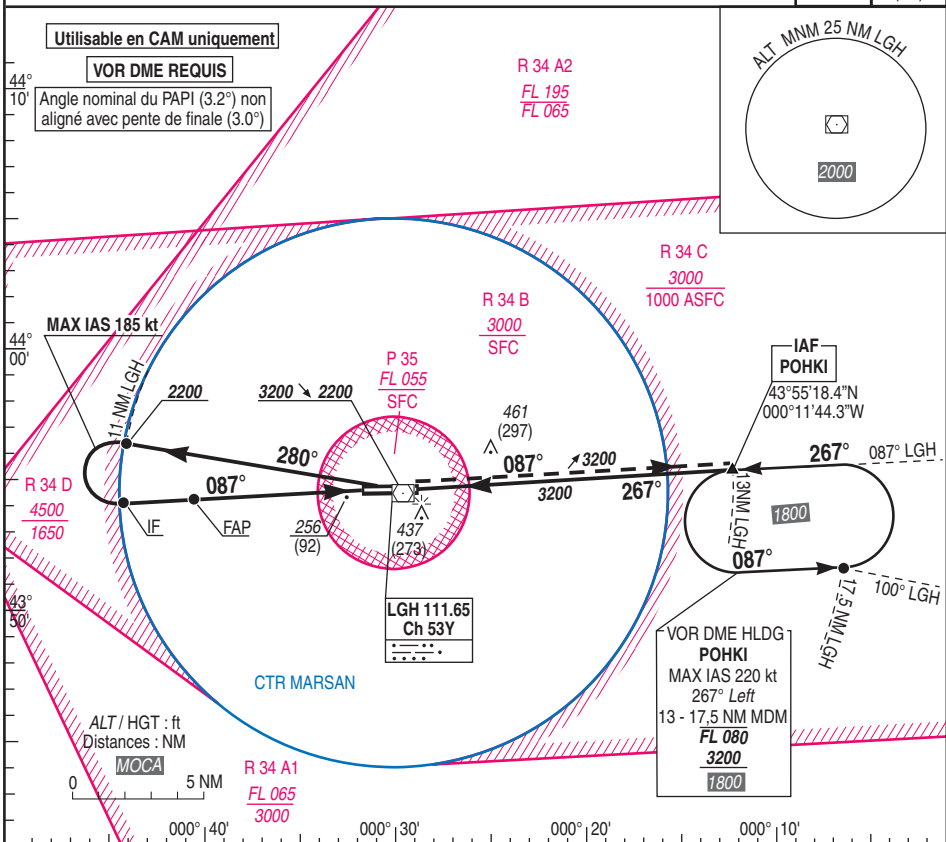 Utilisable en CAM uniquement
VOR DME REQUIS
Angle nominal du PAPI (3.2°) non
aligné avec pente de finale (3.0°)
44°
10'
R 34 A2
FL 195
FL 065
ALT MNM 25 NM LGH
2000
R 34 C
3000
1000 ASFC
R 34 B
3000
SFC
44°
00'
MAX IAS 185 kt
11 NM LGH
2200
3200 ↘ 2200
P 35
FL 055
SFC
IAF
POHKI
43°55'18.4"N
000°11'44.3"W
461
(297)
280°
087°
↗ 3200
267°
087° LGH
R 34 D
4500
1650
087°
3200
267°
13NM LGH
1800
IF
FAP
256
(92)
437
(273)
087°
100° LGH
17.5 NM LGH
43°
50'
LGH 111.65
Ch 53Y
VOR DME HLDG
POHKI
MAX IAS 220 kt
267° Left
13 - 17,5 NM MDM
FL 080
3200
1800
CTR MARSAN
ALT / HGT : ft
Distances : NM
MOCA
0 5 NM
R 34 A1
FL 065
3000
000° 40'
000° 30'
000° 20'
000° 10'